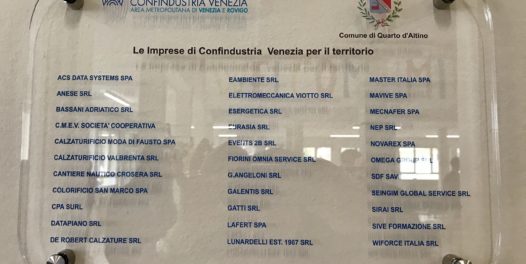 CONFINDUSTRIA VENEZIA
AREA METROPOLITANA DI VENEZIA E ROVIGO
Comune di Quarto d'Altino
Le Imprese di Confindustria Venezia per il territorio
ACS DATA SYSTEMS SPA
ANESE SRL
BASSANI ADRIATICO SRL
C.M.E.V. SOCIETA' COOPERATIVA
CALZATURIFICIO MODA DI FAUSTO SPA
CALZATURIFICIO VALBRENTA SRL
CANTIERE NAUTICO CROSERA SRL
COLORIFICIO SAN MARCO SPA
CPA SURL
DATAPIANO SRL
DE ROBERT CALZATURE SRL
EAMBIENTE SRL
ELETTROMECCANICA VIOTTO SRL
ESERGETICA SRL
EURASIA SRL
EVENTS 2B SRL
FIORINI OMNIA SERVICE SRL
G.ANGELONI SRL
GALENTIS SRL
GATTI SRL
LAFERT SPA
LUNARDELLI EST. 1967 SRL
MASTER ITALIA SPA
MAVIVE SPA
MECNAFER SPA
NEP SRL
NOVAREX SPA
OMEGA GROUP SRL
SDF SAV
SEINGIM GLOBAL SERVICE SRL
SIRAI SRL
SIVE FORMAZIONE SRL
WIFORCE ITALIA SRL